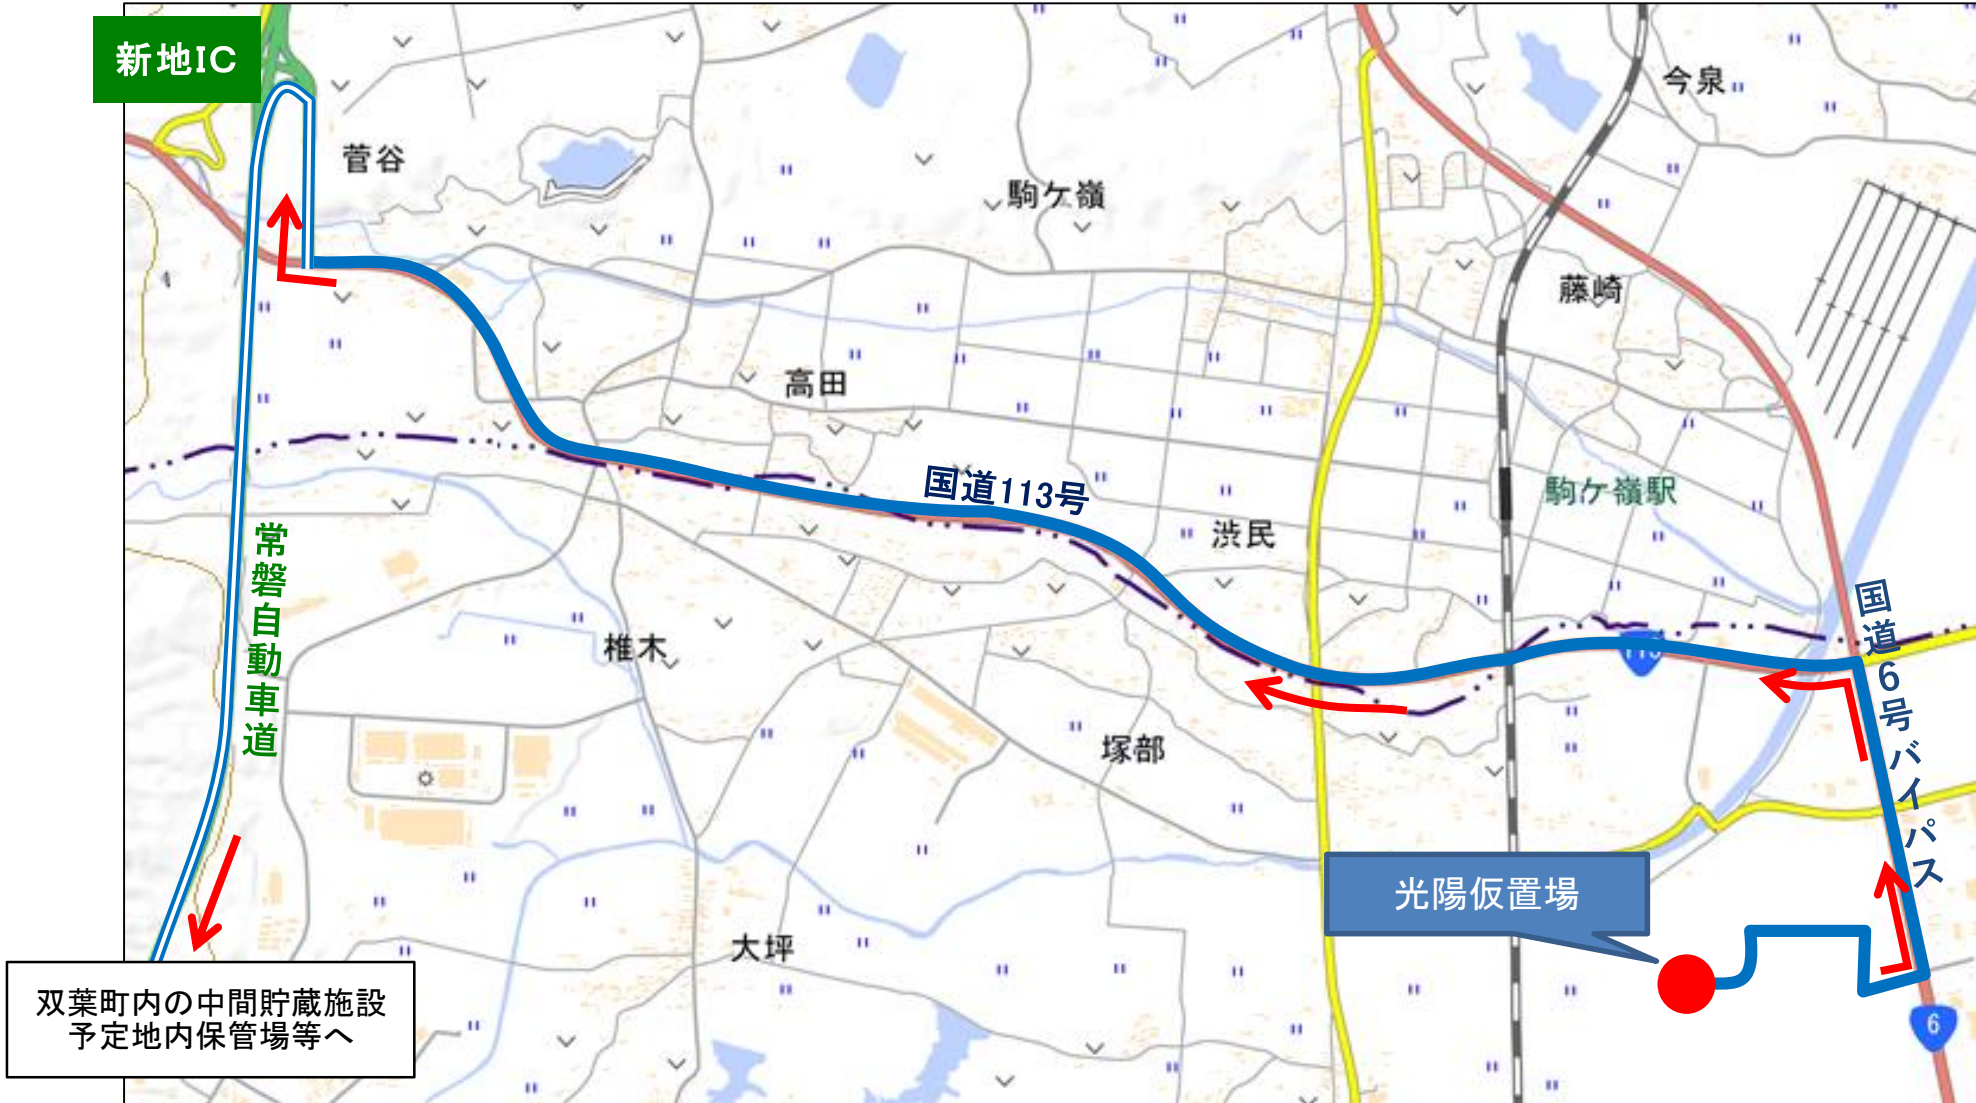 新地IC
今泉
菅谷
駒ケ嶺
藤崎
高田
国道113号
駒ケ嶺駅
渋民
常磐自動車道
国道6号バイパス
椎木
塚部
光陽仮置場
大坪
双葉町内の中間貯蔵施設
予定地内保管場等へ
6